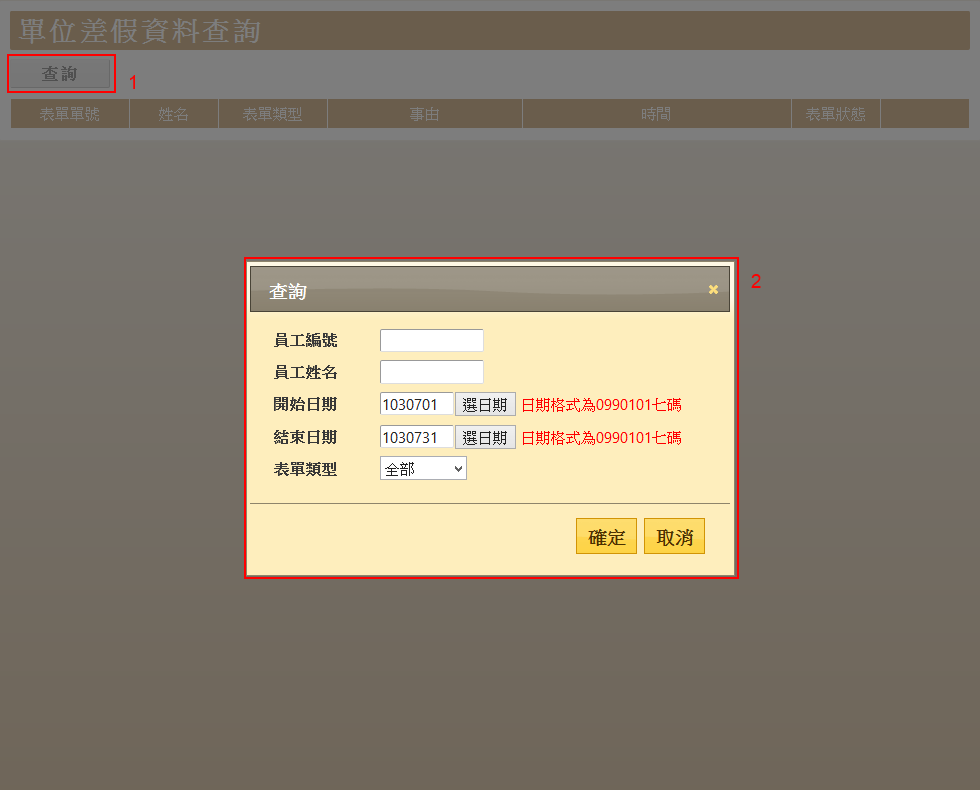 單位差假資料查詢
查詢 1
表單單號 姓名 表單類型 事由 時間 表單狀態
2
查詢
員工編號
員工姓名
開始日期 1030701 選日期 日期格式為0990101七碼
結束日期 1030731 選日期 日期格式為0990101七碼
表單類型 全部
確定 取消